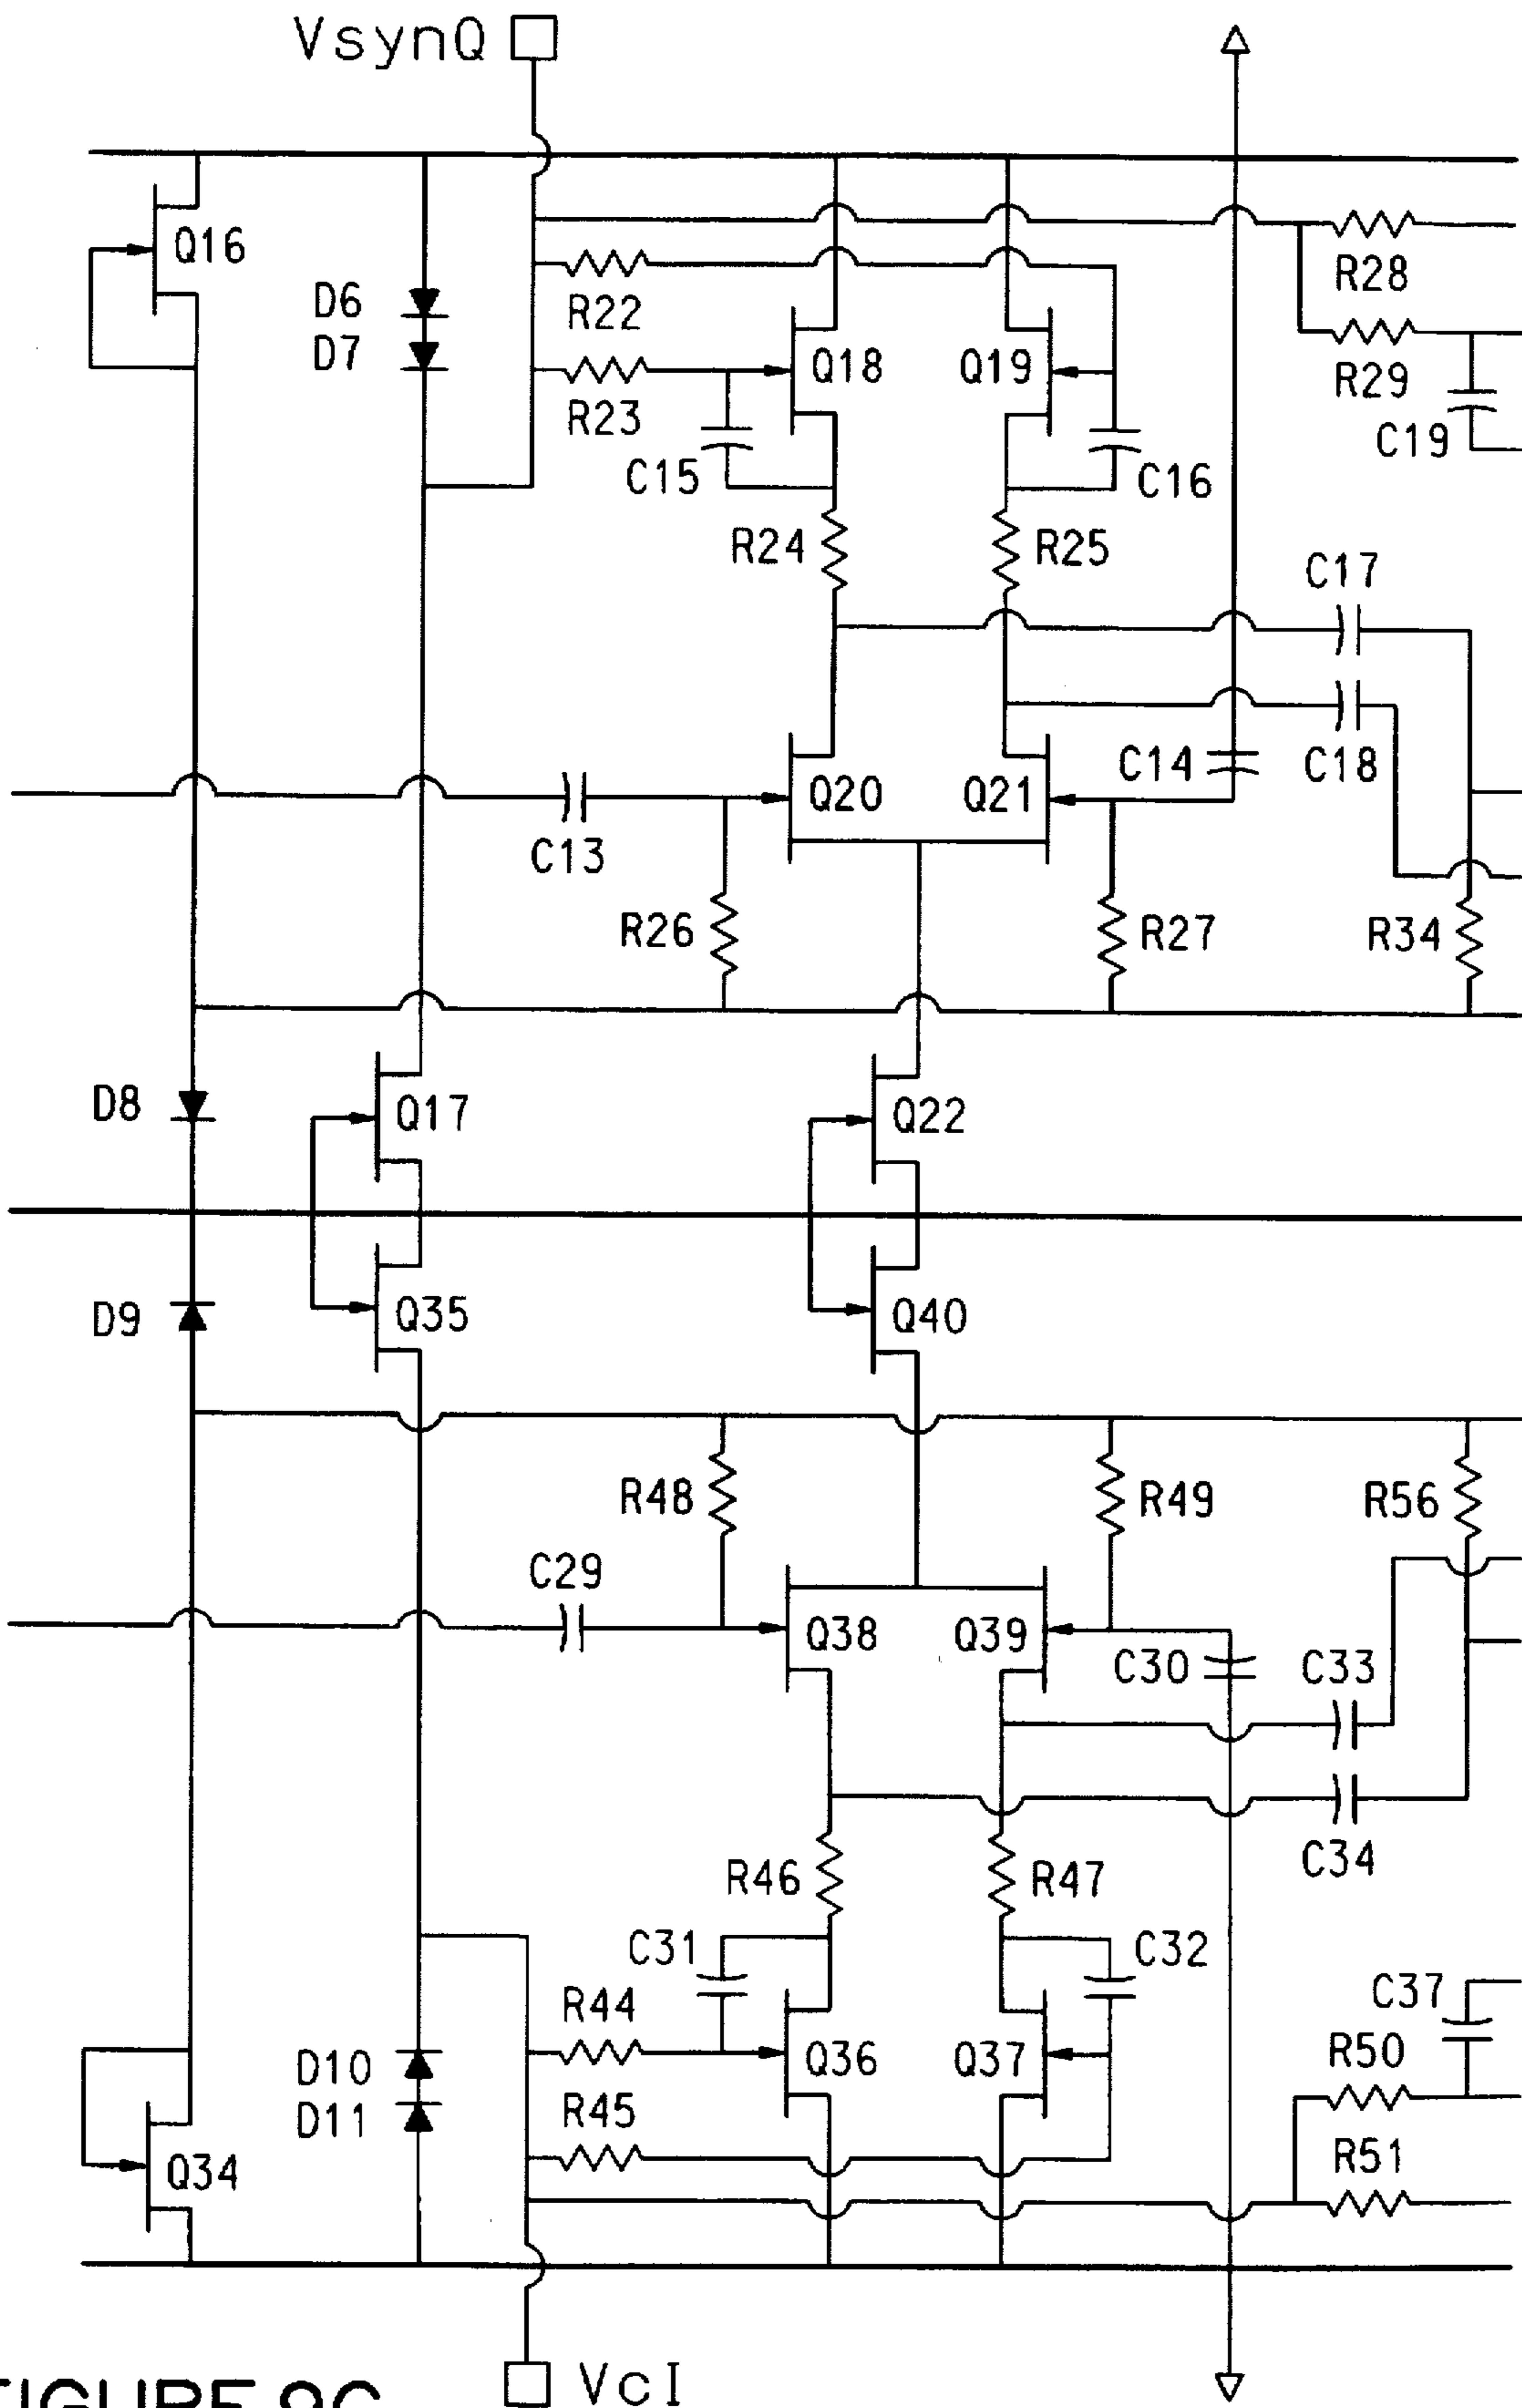 VsynQ
Q16
R28
D6
R22
D7
Q18
Q19
R29
R23
C19
C15
C16
R24
R25
C17
C14
C18
Q20
Q21
C13
R26
R27
R34
D8
Q17
Q22
D9
Q35
Q40
R48
R49
R56
C29
Q38
Q39
C30
C33
C34
R46
R47
C31
C32
R44
C37
D10
Q36
Q37
R50
D11
R45
Q34
R51
FIGURE 9C
VcI